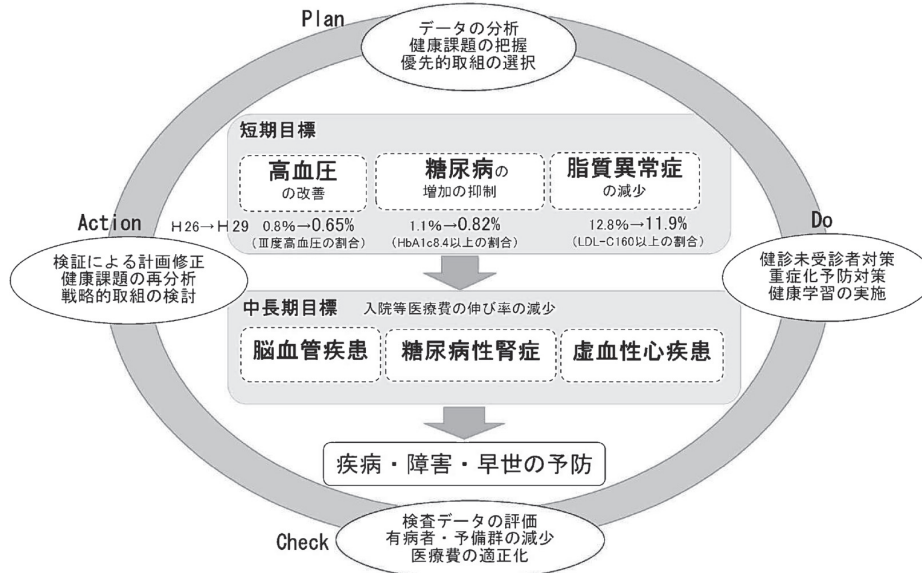 Plan
データの分析
健康課題の把握
優先的取組の選択
短期目標
高血圧
の改善
糖尿病の
増加の抑制
脂質異常症
の減少
H26→H29
0.8%→0.65%
(Ⅲ度高血圧の割合)
1.1%→0.82%
(HbA1c8.4以上の割合)
12.8%→11.9%
(LDL-C160以上の割合)
Action
検証による計画修正
健康課題の再分析
戦略的取組の検討
Do
健診未受診者対策
重症化予防対策
健康学習の実施
中長期目標 入院等医療費の伸び率の減少
脳血管疾患
糖尿病性腎症
虚血性心疾患
疾病・障害・早世の予防
Check
検査データの評価
有病者・予備群の減少
医療費の適正化